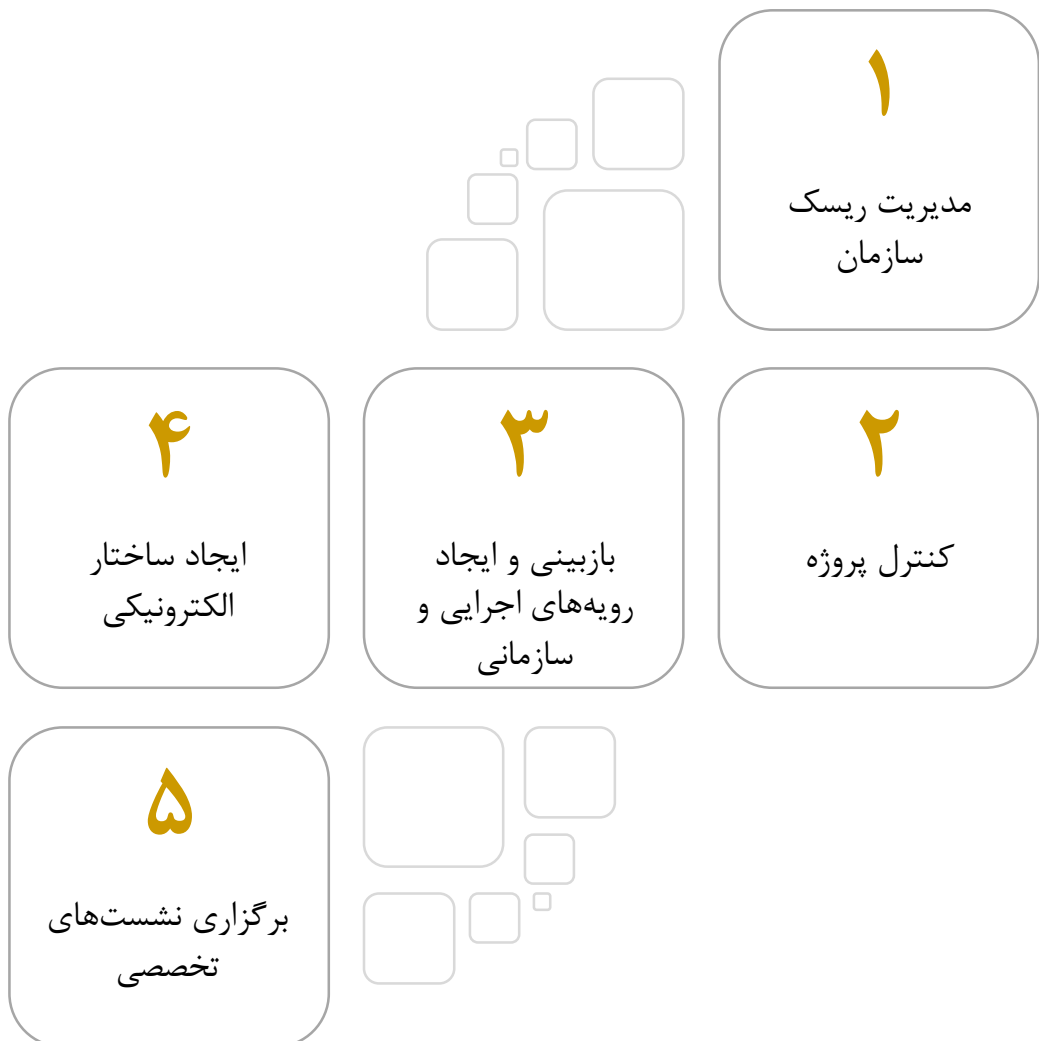 ۱
مدیریت ریسک
سازمان
۲
کنترل پروژه
۳
بازبینی و ایجاد
رویه‌های اجرایی و
سازمانی
۴
ایجاد ساختار
الکترونیکی
۵
برگزاری نشست‌های
تخصصی